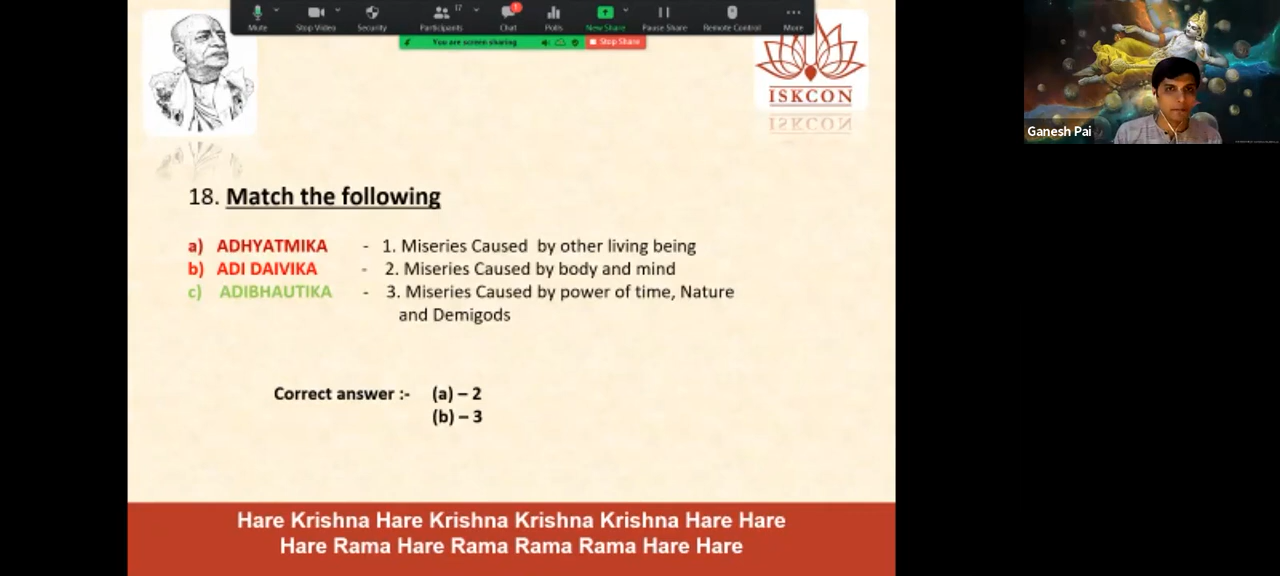 Mute
Stop Video
Security
17
Participants
1
Chat
Polls
New Share
Pause Share
Remote Control
More
You are screen sharing
Stop Share
ISKCON
Ganesh Pai
18. Match the following
a) ADHYATMIKA - 1. Miseries Caused by other living being
b) ADI DAIVIKA - 2. Miseries Caused by body and mind
c) ADIBHAUTIKA - 3. Miseries Caused by power of time, Nature
and Demigods
Correct answer :- (a) – 2
(b) – 3
Hare Krishna Hare Krishna Krishna Krishna Hare Hare
Hare Rama Hare Rama Rama Rama Hare Hare